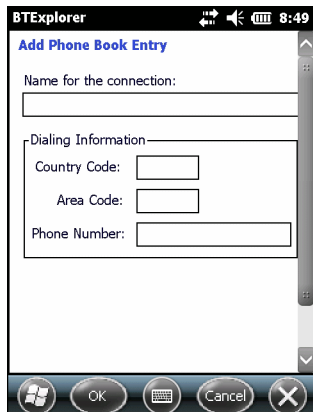 BTExplorer 8:49
Add Phone Book Entry
Name for the connection:
Dialing Information
Country Code:
Area Code:
Phone Number:
OK Cancel